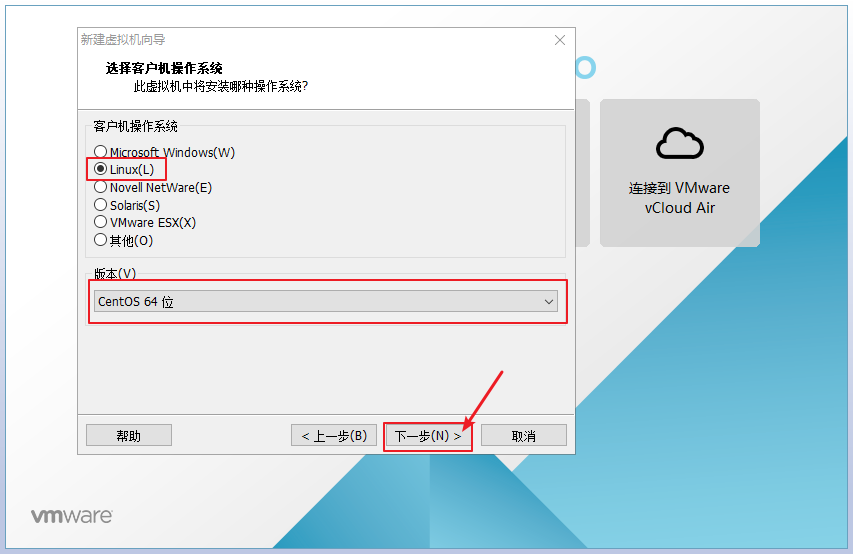 新建虚拟机向导
选择客户机操作系统
此虚拟机中将安装哪种操作系统?
客户机操作系统
Microsoft Windows(W)
Linux(L)
Novell NetWare(E)
Solaris(S)
VMware ESX(X)
其他(O)
版本(V)
CentOS 64 位
帮助
< 上一步(B)
下一步(N) >
取消
连接到 VMware
vCloud Air
vmware